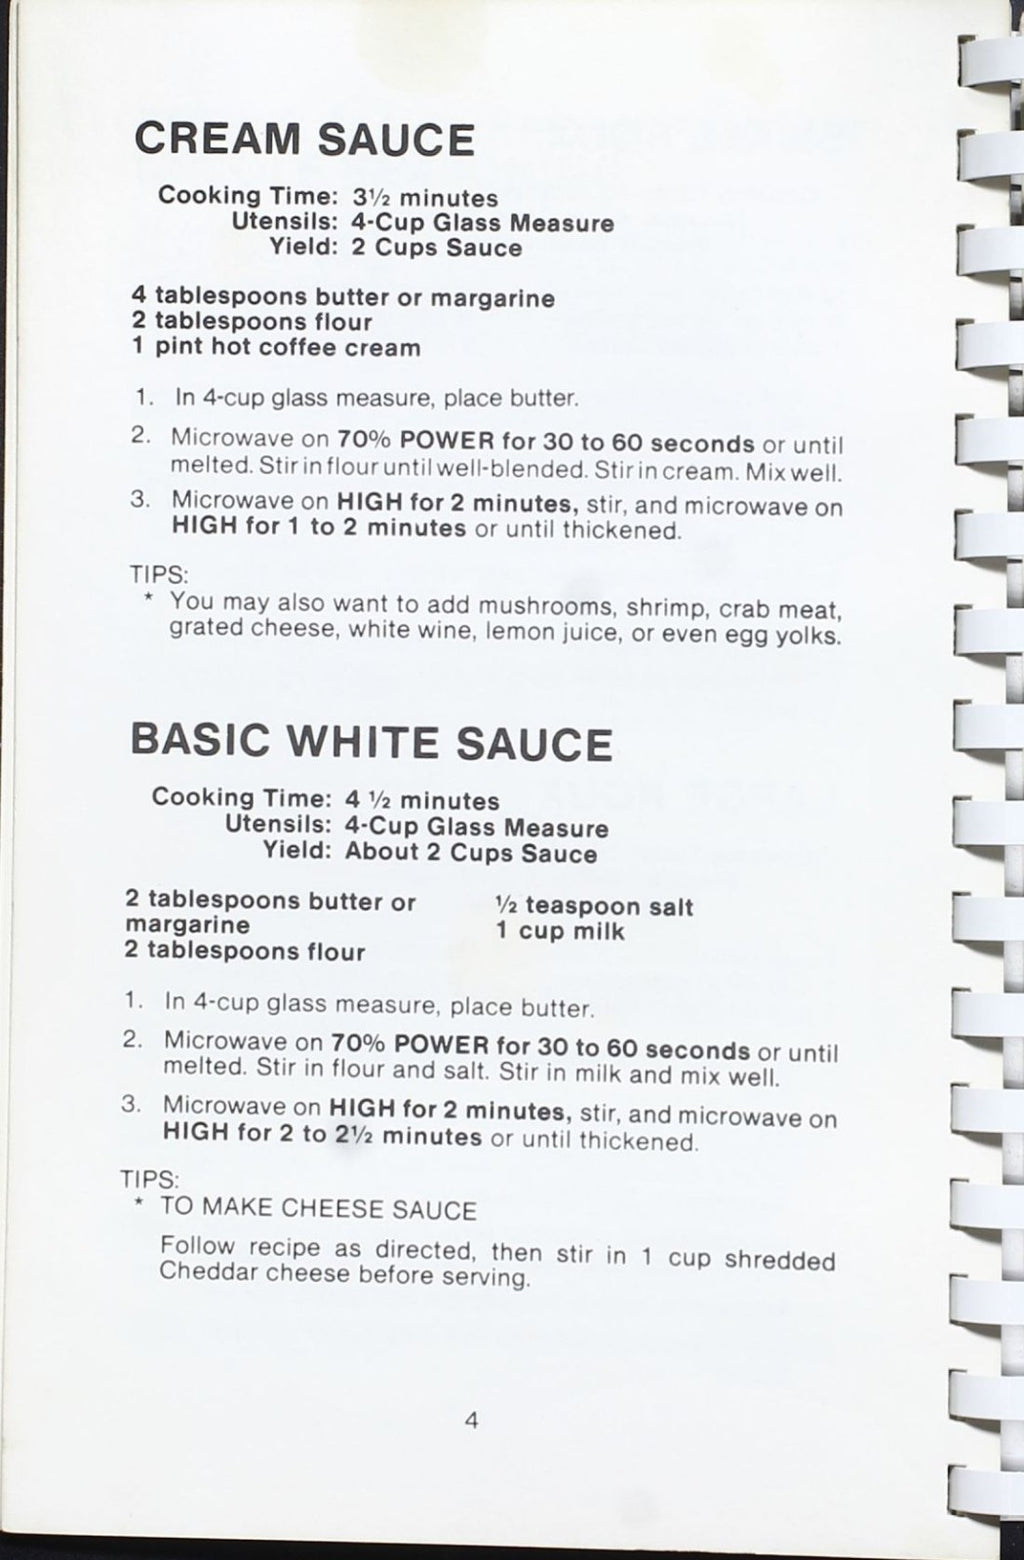 CREAM SAUCE
Cooking Time: 3½ minutes
Utensils: 4-Cup Glass Measure
Yield: 2 Cups Sauce
4 tablespoons butter or margarine
2 tablespoons flour
1 pint hot coffee cream
1. In 4-cup glass measure, place butter.
2. Microwave on 70% POWER for 30 to 60 seconds or until
melted. Stir in flour until well-blended. Stir in cream. Mix well.
3. Microwave on HIGH for 2 minutes, stir, and microwave on
HIGH for 1 to 2 minutes or until thickened.
TIPS:
* You may also want to add mushrooms, shrimp, crab meat,
grated cheese, white wine, lemon juice, or even egg yolks.
BASIC WHITE SAUCE
Cooking Time: 4 ½ minutes
Utensils: 4-Cup Glass Measure
Yield: About 2 Cups Sauce
2 tablespoons butter or
margarine
2 tablespoons flour
½ teaspoon salt
1 cup milk
1. In 4-cup glass measure, place butter.
2. Microwave on 70% POWER for 30 to 60 seconds or until
melted. Stir in flour and salt. Stir in milk and mix well.
3. Microwave on HIGH for 2 minutes, stir, and microwave on
HIGH for 2 to 2½ minutes or until thickened.
TIPS:
* TO MAKE CHEESE SAUCE
Follow recipe as directed, then stir in 1 cup shredded
Cheddar cheese before serving.
4